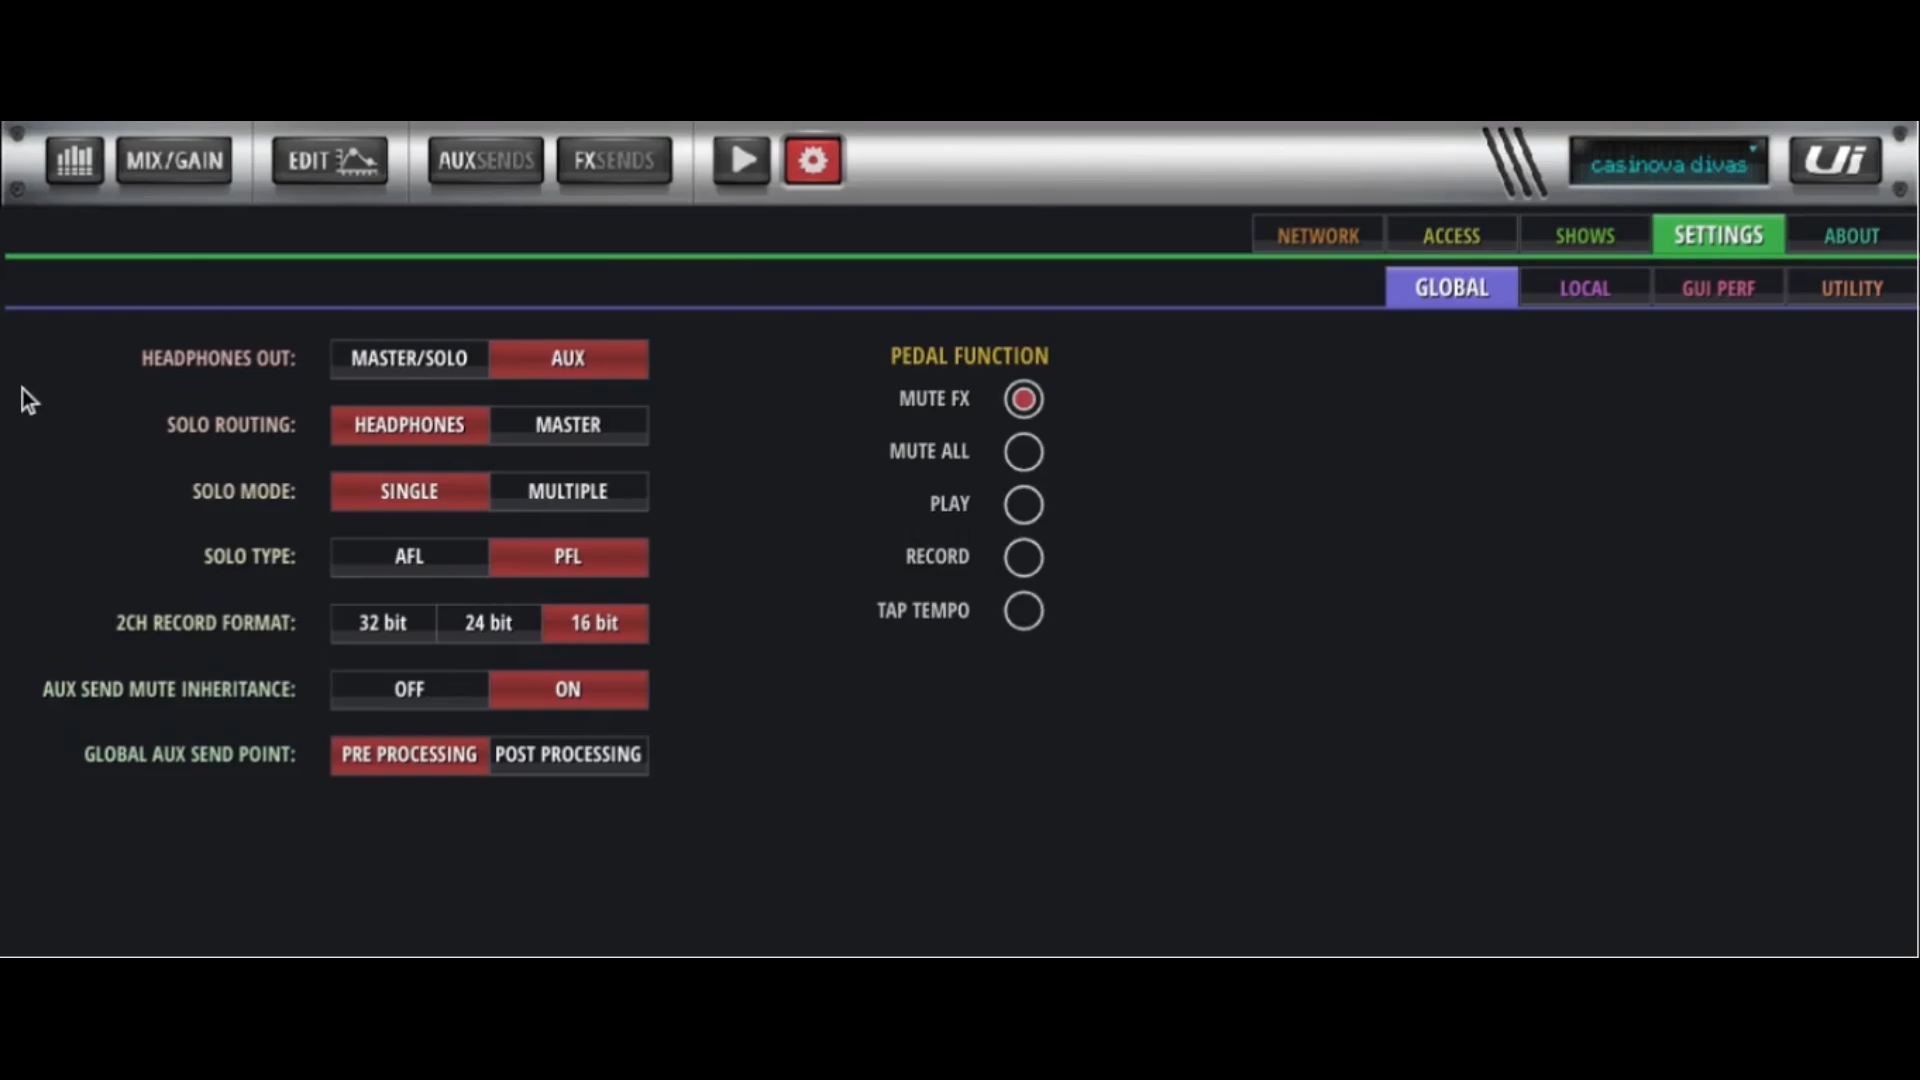 MIX/GAIN EDIT AUXSENDS FXSENDS casinova divas Ui
NETWORK ACCESS SHOWS SETTINGS ABOUT
GLOBAL LOCAL GUI PERF UTILITY
HEADPHONES OUT: MASTER/SOLO AUX
SOLO ROUTING: HEADPHONES MASTER
SOLO MODE: SINGLE MULTIPLE
SOLO TYPE: AFL PFL
2CH RECORD FORMAT: 32 bit 24 bit 16 bit
AUX SEND MUTE INHERITANCE: OFF ON
GLOBAL AUX SEND POINT: PRE PROCESSING POST PROCESSING
PEDAL FUNCTION
MUTE FX
MUTE ALL
PLAY
RECORD
TAP TEMPO